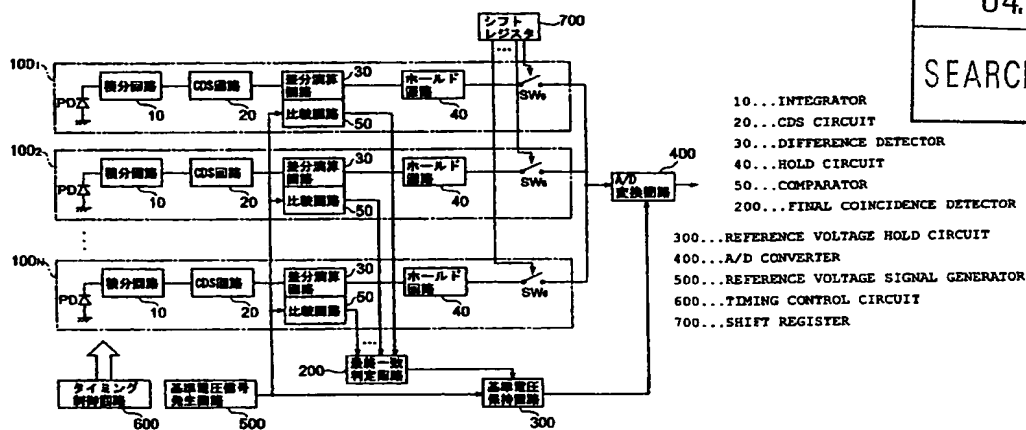 シフト
レジスタ
700
04.
SEARCH
100₁
PD
積分回路
10
CDS回路
20
差分演算
回路
30
比較回路
50
ホールド
回路
40
SW₆
100₂
PD
積分回路
10
CDS回路
20
差分演算
回路
30
比較回路
50
ホールド
回路
40
SW₆
A/D
変換回路
400
100N
PD
積分回路
10
CDS回路
20
差分演算
回路
30
比較回路
50
ホールド
回路
40
SW₆
タイミング
制御回路
600
基準電圧信号
発生回路
500
200
最終一致
判定回路
基準電圧
保持回路
300
10...INTEGRATOR
20...CDS CIRCUIT
30...DIFFERENCE DETECTOR
40...HOLD CIRCUIT
50...COMPARATOR
200...FINAL COINCIDENCE DETECTOR
300...REFERENCE VOLTAGE HOLD CIRCUIT
400...A/D CONVERTER
500...REFERENCE VOLTAGE SIGNAL GENERATOR
600...TIMING CONTROL CIRCUIT
700...SHIFT REGISTER